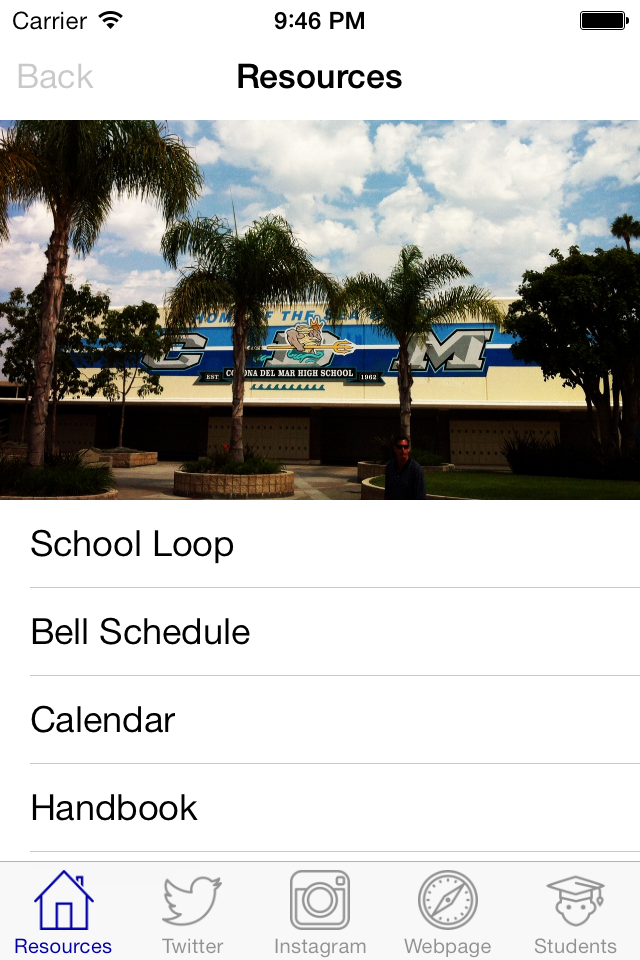 Carrier 9:46 PM
Back Resources
HOME OF THE SEA
C D M
EST. CORONA DEL MAR HIGH SCHOOL 1962
School Loop
Bell Schedule
Calendar
Handbook
Resources Twitter Instagram Webpage Students